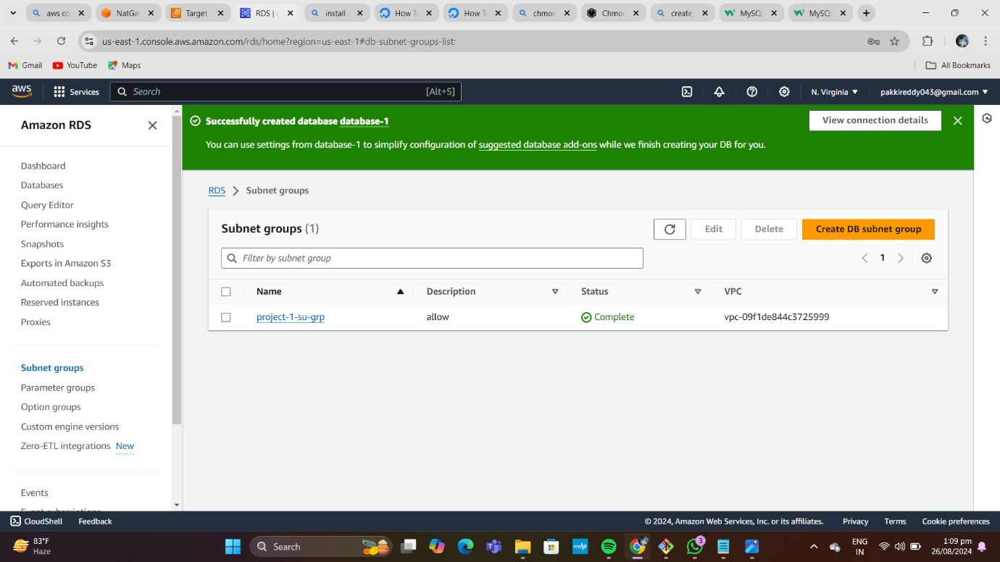 aws co
NatGat
Target
RDS | u
install
How To
How To
chmod
Chmod
create
MySQL
MySQL
us-east-1.console.aws.amazon.com/rds/home?region=us-east-1#db-subnet-groups-list:
Gmail
YouTube
Maps
All Bookmarks
aws
Services
Search
[Alt+S]
N. Virginia
pakkireddy043@gmail.com
Amazon RDS
Dashboard
Databases
Query Editor
Performance insights
Snapshots
Exports in Amazon S3
Automated backups
Reserved instances
Proxies
Subnet groups
Parameter groups
Option groups
Custom engine versions
Zero-ETL integrations New
Events
Event subscriptions
Successfully created database database-1
View connection details
You can use settings from database-1 to simplify configuration of suggested database add-ons while we finish creating your DB for you.
RDS
Subnet groups
Subnet groups (1)
Edit
Delete
Create DB subnet group
Filter by subnet group
1
Name
Description
Status
VPC
project-1-su-grp
allow
Complete
vpc-09f1de844c3725999
CloudShell
Feedback
© 2024, Amazon Web Services, Inc. or its affiliates.
Privacy
Terms
Cookie preferences
83°F
Haze
Search
myhp
3
ENG
IN
1:09 pm
26/08/2024